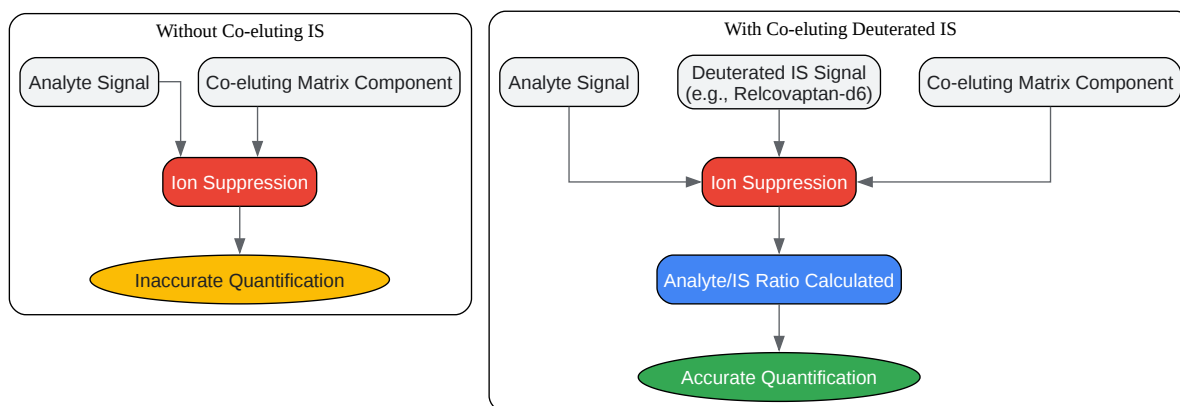 Without Co-eluting IS
Analyte Signal
Co-eluting Matrix Component
Ion Suppression
Inaccurate Quantification
With Co-eluting Deuterated IS
Analyte Signal
Deuterated IS Signal
(e.g., Relcovaptan-d6)
Co-eluting Matrix Component
Ion Suppression
Analyte/IS Ratio Calculated
Accurate Quantification